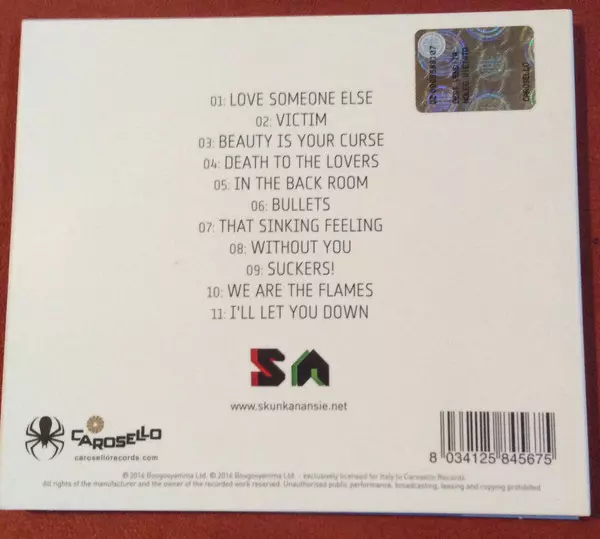 01: LOVE SOMEONE ELSE
02: VICTIM
03: BEAUTY IS YOUR CURSE
04: DEATH TO THE LOVERS
05: IN THE BACK ROOM
06: BULLETS
07: THAT SINKING FEELING
08: WITHOUT YOU
09: SUCKERS!
10: WE ARE THE FLAMES
11: I'LL LET YOU DOWN
SA
www.skunkanansie.net
CAROSELLO
carosellorecords.com
8 034125 845675
All rights of the manufacturer and the owner of the recorded work reserved. Unauthorised public performance, broadcasting, leasing and copying prohibited
CAROSELLO